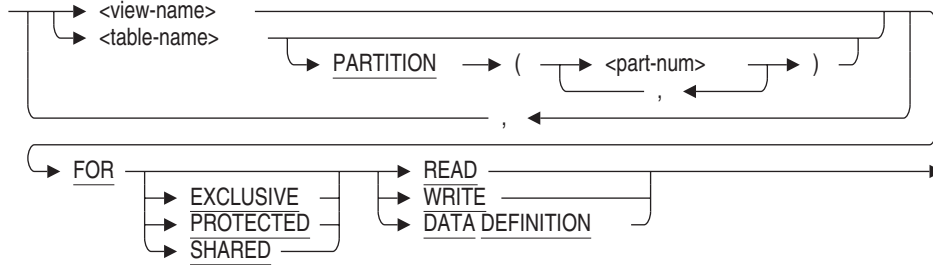 <view-name>
<table-name>
PARTITION ( <part-num> )
,
,
FOR READ
EXCLUSIVE WRITE
PROTECTED DATA DEFINITION
SHARED